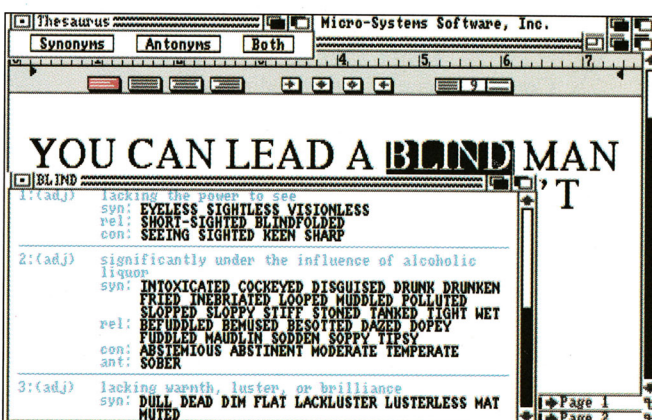 Thesaurus
Micro-Systems Software, Inc.
Synonyms Antonyms Both
4 5 6 7
9
YOU CAN LEAD A BLIND MAN
'T
BLIND
1:(adj) lacking the power to see
syn: EYELESS SIGHTLESS VISIONLESS
rel: SHORT-SIGHTED BLINDFOLDED
con: SEEING SIGHTED KEEN SHARP
2:(adj) significantly under the influence of alcoholic
liquor
syn: INTOXICATED COCKEYED DISGUISED DRUNK DRUNKEN
FRIED INEBRIATED LOOPED MUDDLED POLLUTED
SLOPPED SLOPPY STIFF STONED TANKED TIGHT WET
rel: BEFUDDLED BEMUSED BESOTTED DAZED DOPEY
FUDDLED MAUDLIN SODDEN SOPPY TIPSY
con: ABSTEMIOUS ABSTINENT MODERATE TEMPERATE
ant: SOBER
3:(adj) lacking warmth, luster, or brilliance
syn: DULL DEAD DIM FLAT LACKLUSTER LUSTERLESS MAT
MUTED
Page 1
Page 2